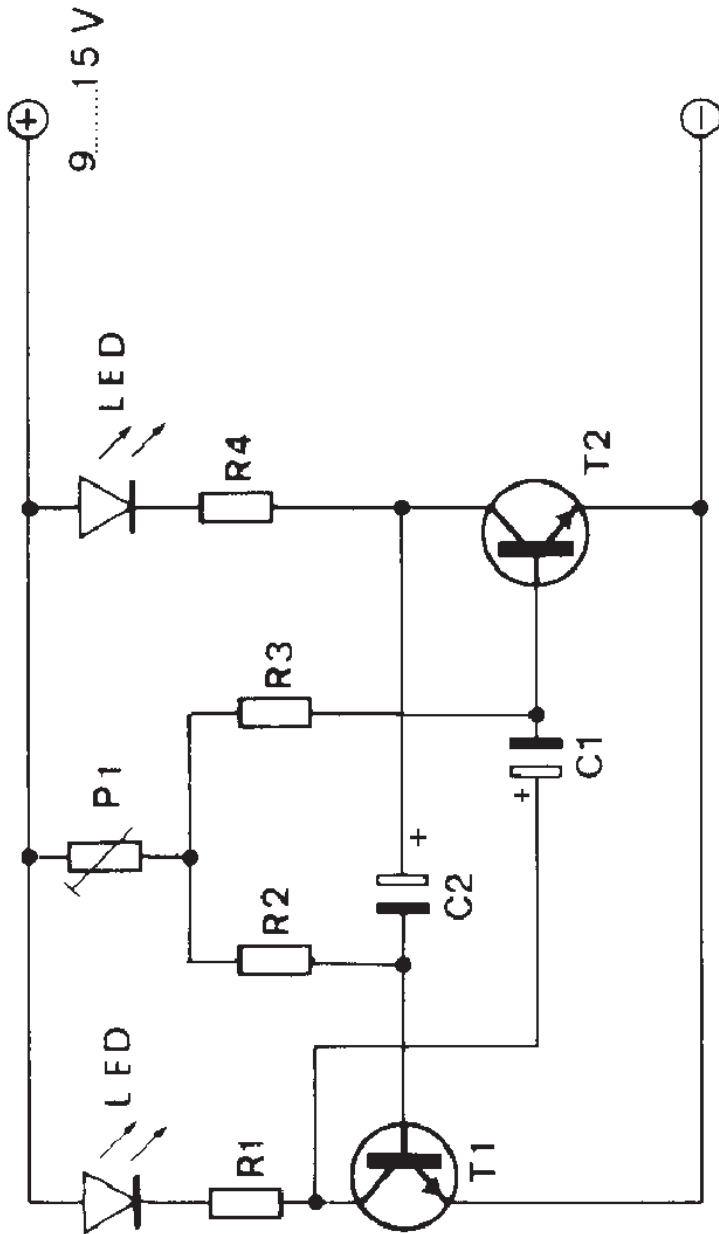 9......15 V
+
LED
R4
T2
−
P1
R3
+
C1
R2
C2
LED
R1
T1